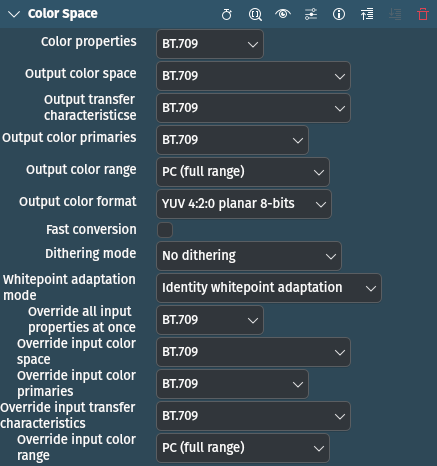 Color Space
Color properties BT.709
Output color space BT.709
Output transfer
characteristicse BT.709
Output color primaries BT.709
Output color range PC (full range)
Output color format YUV 4:2:0 planar 8-bits
Fast conversion
Dithering mode No dithering
Whitepoint adaptation
mode Identity whitepoint adaptation
Override all input
properties at once BT.709
Override input color
space BT.709
Override input color
primaries BT.709
Override input transfer
characteristics BT.709
Override input color
range PC (full range)